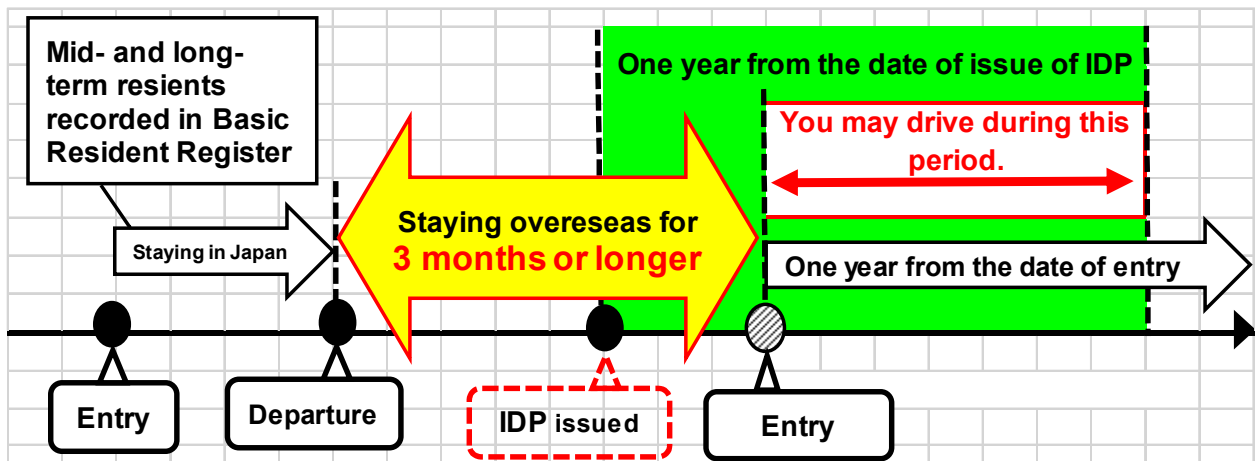 Mid- and long-
term resients
recorded in Basic
Resident Register
One year from the date of issue of IDP
You may drive during this
period.
Staying in Japan
Staying overeseas for
3 months or longer
One year from the date of entry
Entry
Departure
IDP issued
Entry